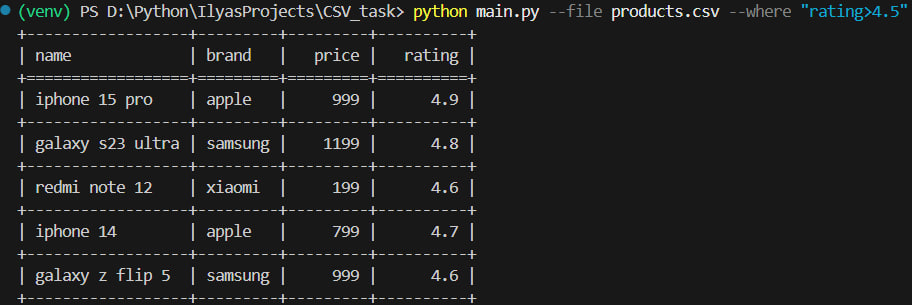 (venv) PS D:\Python\IlyasProjects\CSV_task> python main.py --file products.csv --where "rating>4.5"
+------------------+---------+---------+----------+
| name             | brand   |   price |   rating |
+==================+=========+=========+==========+
| iphone 15 pro    | apple   |     999 |      4.9 |
+------------------+---------+---------+----------+
| galaxy s23 ultra | samsung |    1199 |      4.8 |
+------------------+---------+---------+----------+
| redmi note 12    | xiaomi  |     199 |      4.6 |
+------------------+---------+---------+----------+
| iphone 14        | apple   |     799 |      4.7 |
+------------------+---------+---------+----------+
| galaxy z flip 5  | samsung |     999 |      4.6 |
+------------------+---------+---------+----------+